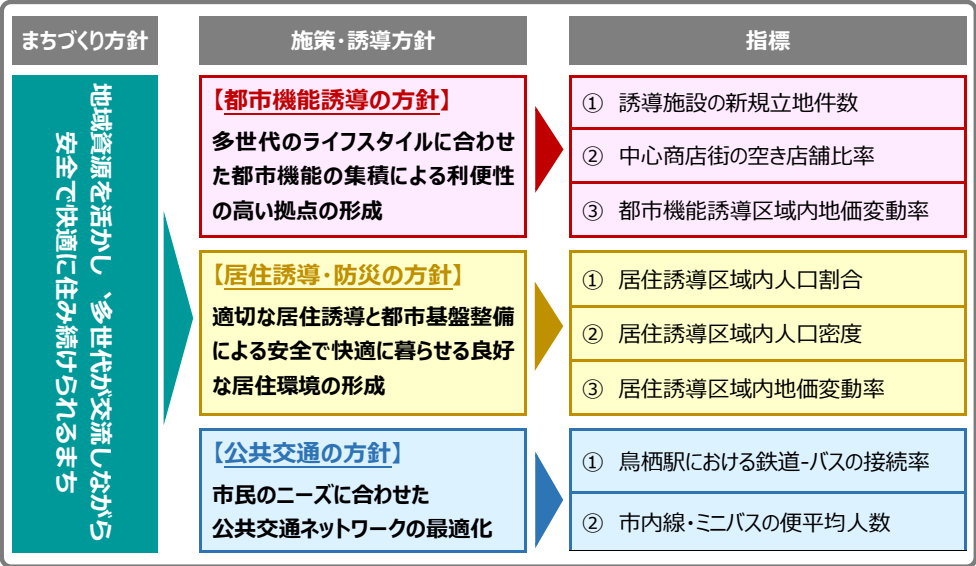 まちづくり方針
施策・誘導方針
指標
地域資源を活かし、多世代が交流しながら
安全で快適に住み続けられるまち
【都市機能誘導の方針】
多世代のライフスタイルに合わせ
た都市機能の集積による利便性
の高い拠点の形成
① 誘導施設の新規立地件数
② 中心商店街の空き店舗比率
③ 都市機能誘導区域内地価変動率
【居住誘導・防災の方針】
適切な居住誘導と都市基盤整備
による安全で快適に暮らせる良好
な居住環境の形成
① 居住誘導区域内人口割合
② 居住誘導区域内人口密度
③ 居住誘導区域内地価変動率
【公共交通の方針】
市民のニーズに合わせた
公共交通ネットワークの最適化
① 鳥栖駅における鉄道-バスの接続率
② 市内線・ミニバスの便平均人数